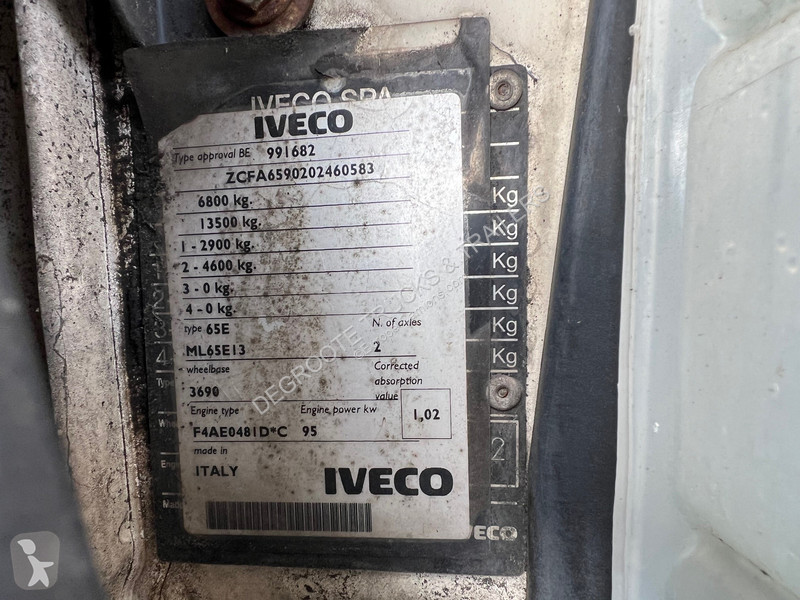 IVECO SPA
IVECO
Type approval BE 991682
ZCFA6590202460583
6800 kg.
13500 kg.
1 - 2900 kg.
2 - 4600 kg.
3 - 0 kg.
4 - 0 kg.
Kg
Kg
Kg
Kg
Kg
Kg
type 65E N. of axles
ML65E13 2
wheelbase Corrected
absorption
value
3690
1,02
Engine type Engine power kw
F4AE0481D*C 95
made in
ITALY
IVECO
2
DEGROOTE TRUCKS & TRAILERS